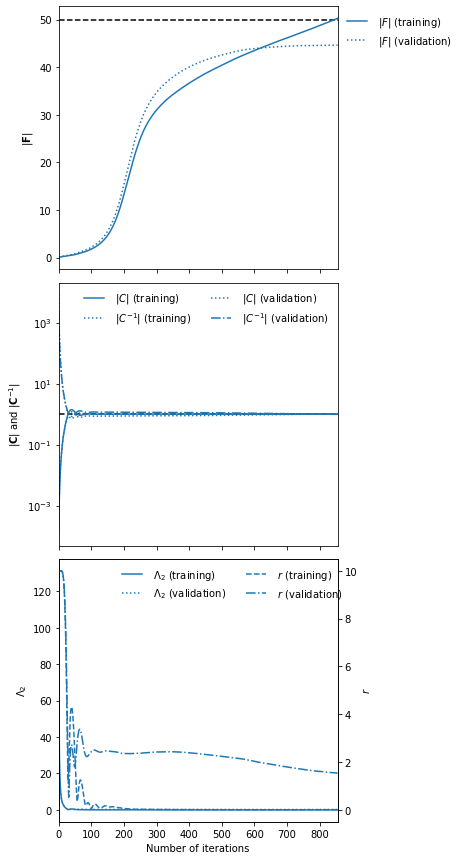 50
40
30
20
10
0
|F|
|F| (training)
|F| (validation)
|C| (training)
|C⁻¹| (training)
|C| (validation)
|C⁻¹| (validation)
10³
10¹
10⁻¹
10⁻³
|C| and |C⁻¹|
Λ₂ (training)
Λ₂ (validation)
r (training)
r (validation)
120
100
80
60
40
20
0
Λ₂
10
8
6
4
2
0
r
0 100 200 300 400 500 600 700 800
Number of iterations